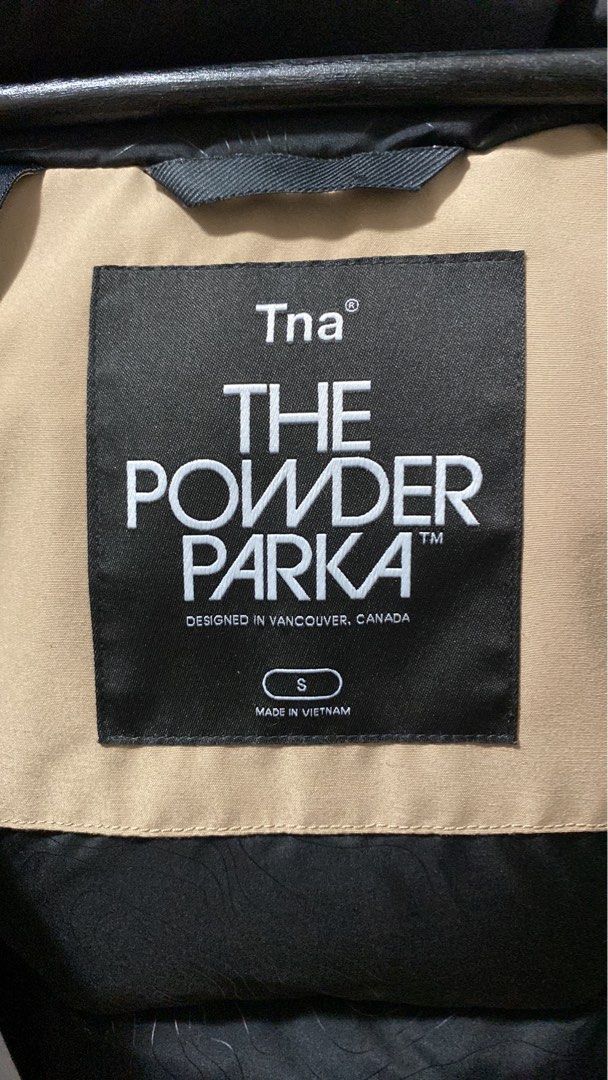 Tna®
THE
POWDER
PARKA™
DESIGNED IN VANCOUVER, CANADA
S
MADE IN VIETNAM